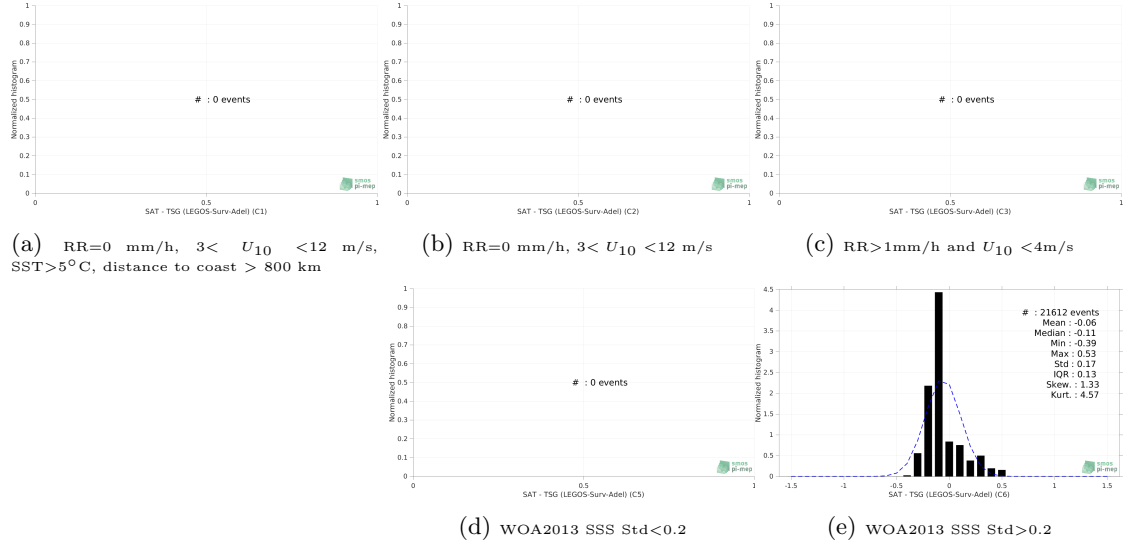 1
0.9
0.8
0.7
0.6
0.5
0.4
0.3
0.2
0.1
0
Normalized histogram
# : 0 events
smos
pi-mep
0 0.5 1
SAT - TSG (LEGOS-Surv-Adel) (C1)
(a) RR=0 mm/h, 3< U10 <12 m/s,
SST>5°C, distance to coast > 800 km
1
0.9
0.8
0.7
0.6
0.5
0.4
0.3
0.2
0.1
0
Normalized histogram
# : 0 events
smos
pi-mep
0 0.5 1
SAT - TSG (LEGOS-Surv-Adel) (C2)
(b) RR=0 mm/h, 3< U10 <12 m/s
1
0.9
0.8
0.7
0.6
0.5
0.4
0.3
0.2
0.1
0
Normalized histogram
# : 0 events
smos
pi-mep
0 0.5 1
SAT - TSG (LEGOS-Surv-Adel) (C3)
(c) RR>1mm/h and U10 <4m/s
1
0.9
0.8
0.7
0.6
0.5
0.4
0.3
0.2
0.1
0
Normalized histogram
# : 0 events
smos
pi-mep
0 0.5 1
SAT - TSG (LEGOS-Surv-Adel) (C5)
(d) WOA2013 SSS Std<0.2
4.5
4
3.5
3
2.5
2
1.5
1
0.5
0
Normalized histogram
# : 21612 events
Mean : -0.06
Median : -0.11
Min : -0.39
Max : 0.53
Std : 0.17
IQR : 0.13
Skew. : 1.33
Kurt. : 4.57
smos
pi-mep
-1.5 -1 -0.5 0 0.5 1 1.5
SAT - TSG (LEGOS-Surv-Adel) (C6)
(e) WOA2013 SSS Std>0.2